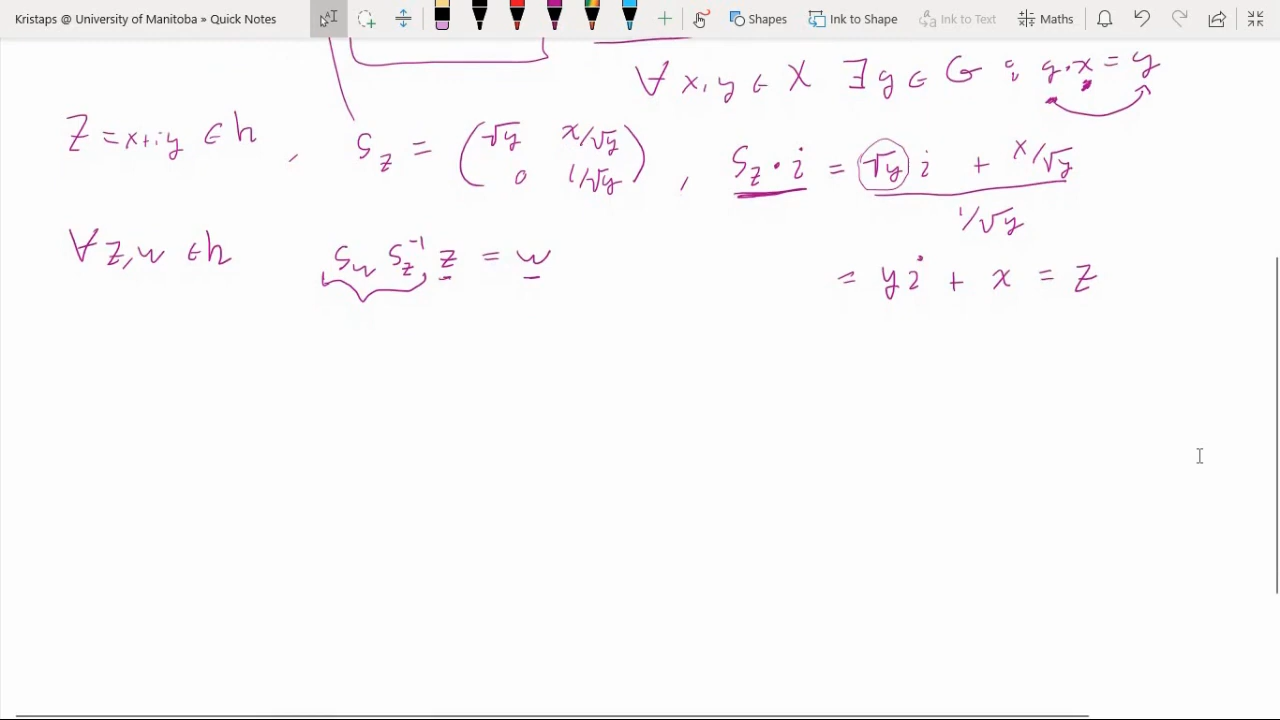 Kristaps @ University of Manitoba » Quick Notes Shapes Ink to Shape Ink to Text Maths
∀ x, y ∈ X ∃ g ∈ G : g·x = y
z = x+iy ∈ h , s_z = ( √y x/√y ; 0 1/√y ) , s_z · i = (√y i + x/√y) / (1/√y)
= yi + x = z
∀ z, w ∈ h s_w s_z^{-1} z = w